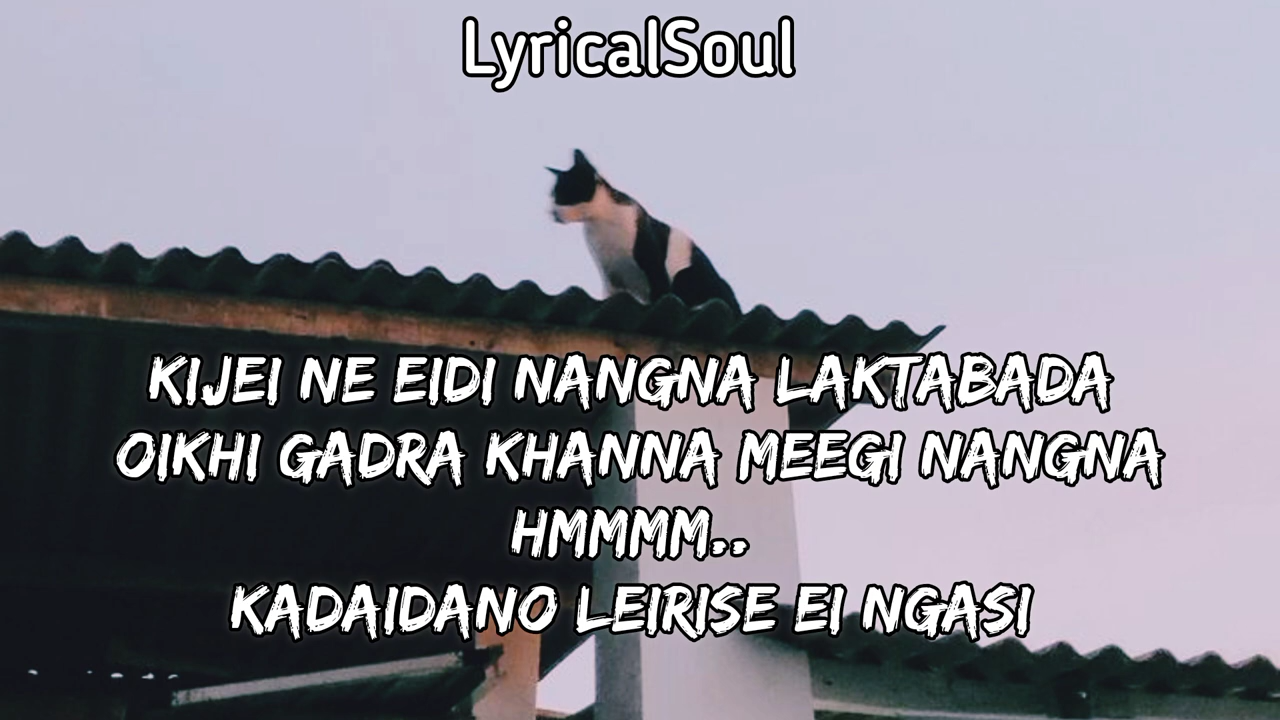 LyricalSoul
KIJEI NE EIDI NANGNA LAKTABADA
OIKHI GADRA KHANNA MEEGI NANGNA
HMMMM..
KADAIDANO LEIRISE EI NGASI